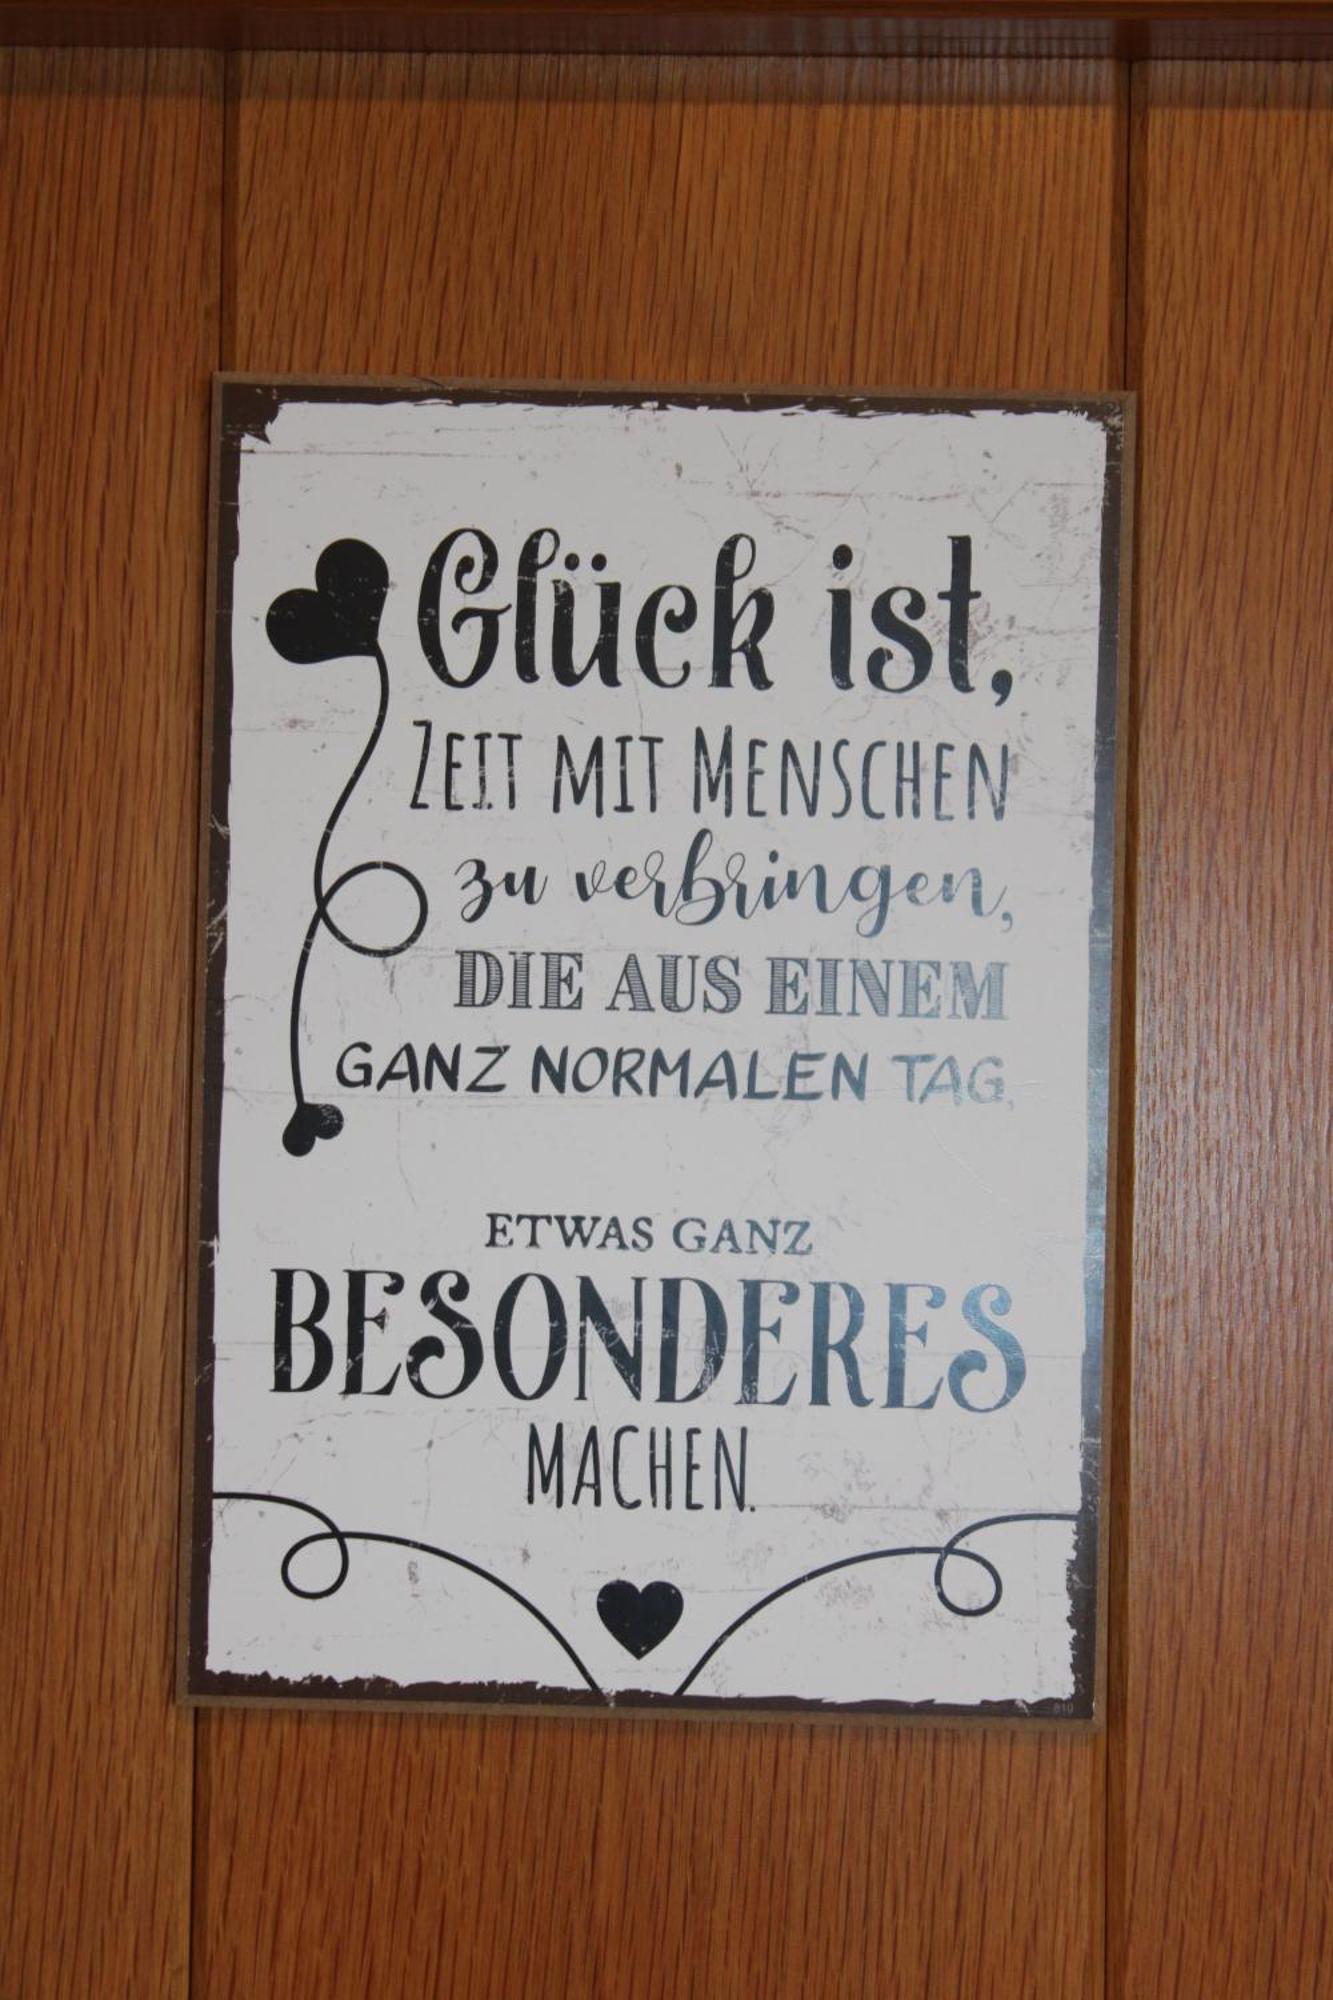 Glück ist,
ZEIT MIT MENSCHEN
zu verbringen,
DIE AUS EINEM
GANZ NORMALEN TAG,
ETWAS GANZ
BESONDERES
MACHEN.